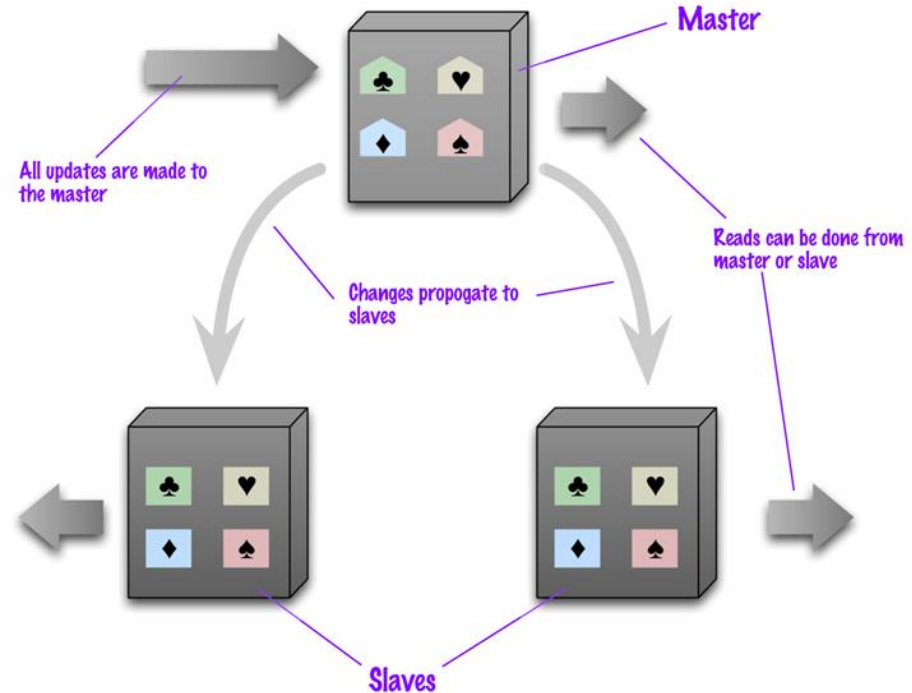 Master
All updates are made to
the master
Reads can be done from
master or slave
Changes propogate to
slaves
Slaves